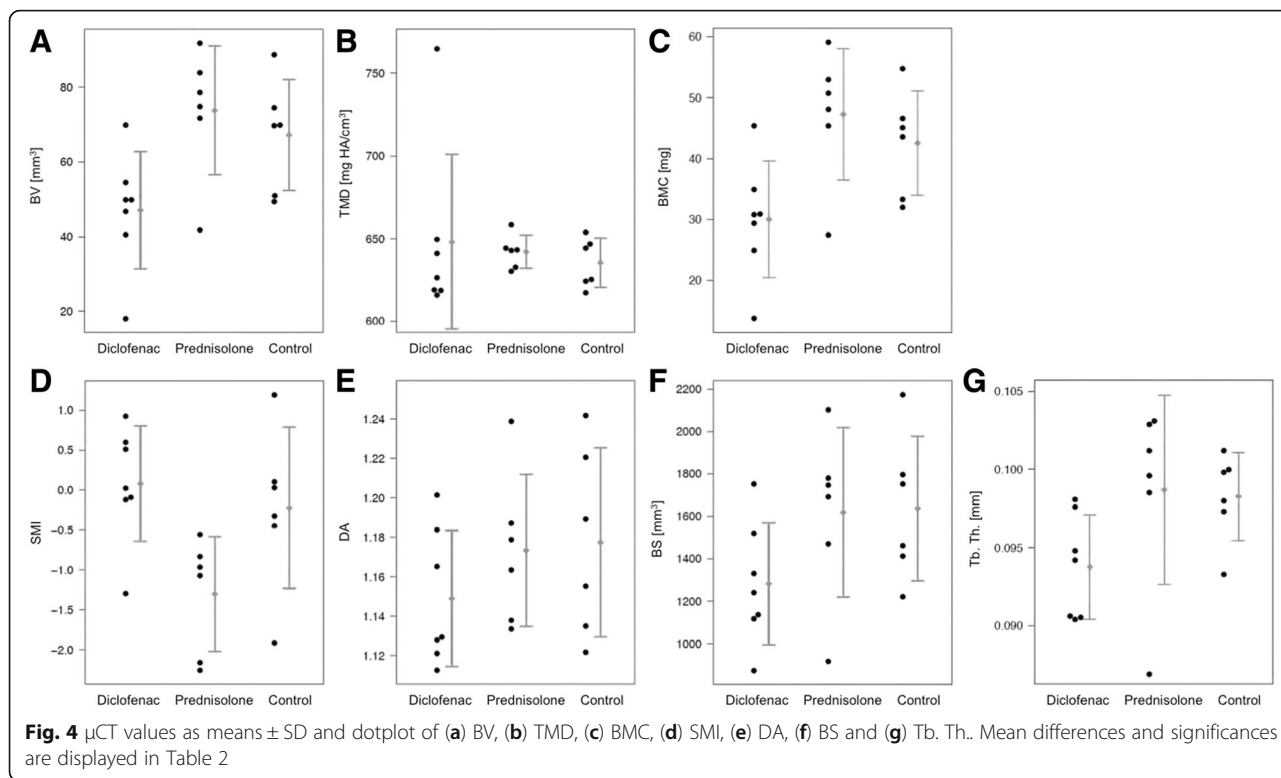 A
BV [mm³]
80
60
40
20
Diclofenac Prednisolone Control
B
TMD [mg HA/cm³]
750
700
650
600
Diclofenac Prednisolone Control
C
BMC [mg]
60
50
40
30
20
Diclofenac Prednisolone Control
D
SMI
1.0
0.5
0.0
−0.5
−1.0
−1.5
−2.0
Diclofenac Prednisolone Control
E
DA
1.24
1.22
1.20
1.18
1.16
1.14
1.12
Diclofenac Prednisolone Control
F
BS [mm³]
2200
2000
1800
1600
1400
1200
1000
Diclofenac Prednisolone Control
G
Tb. Th. [mm]
0.105
0.100
0.095
0.090
Diclofenac Prednisolone Control
Fig. 4 µCT values as means ± SD and dotplot of (a) BV, (b) TMD, (c) BMC, (d) SMI, (e) DA, (f) BS and (g) Tb. Th.. Mean differences and significances
are displayed in Table 2